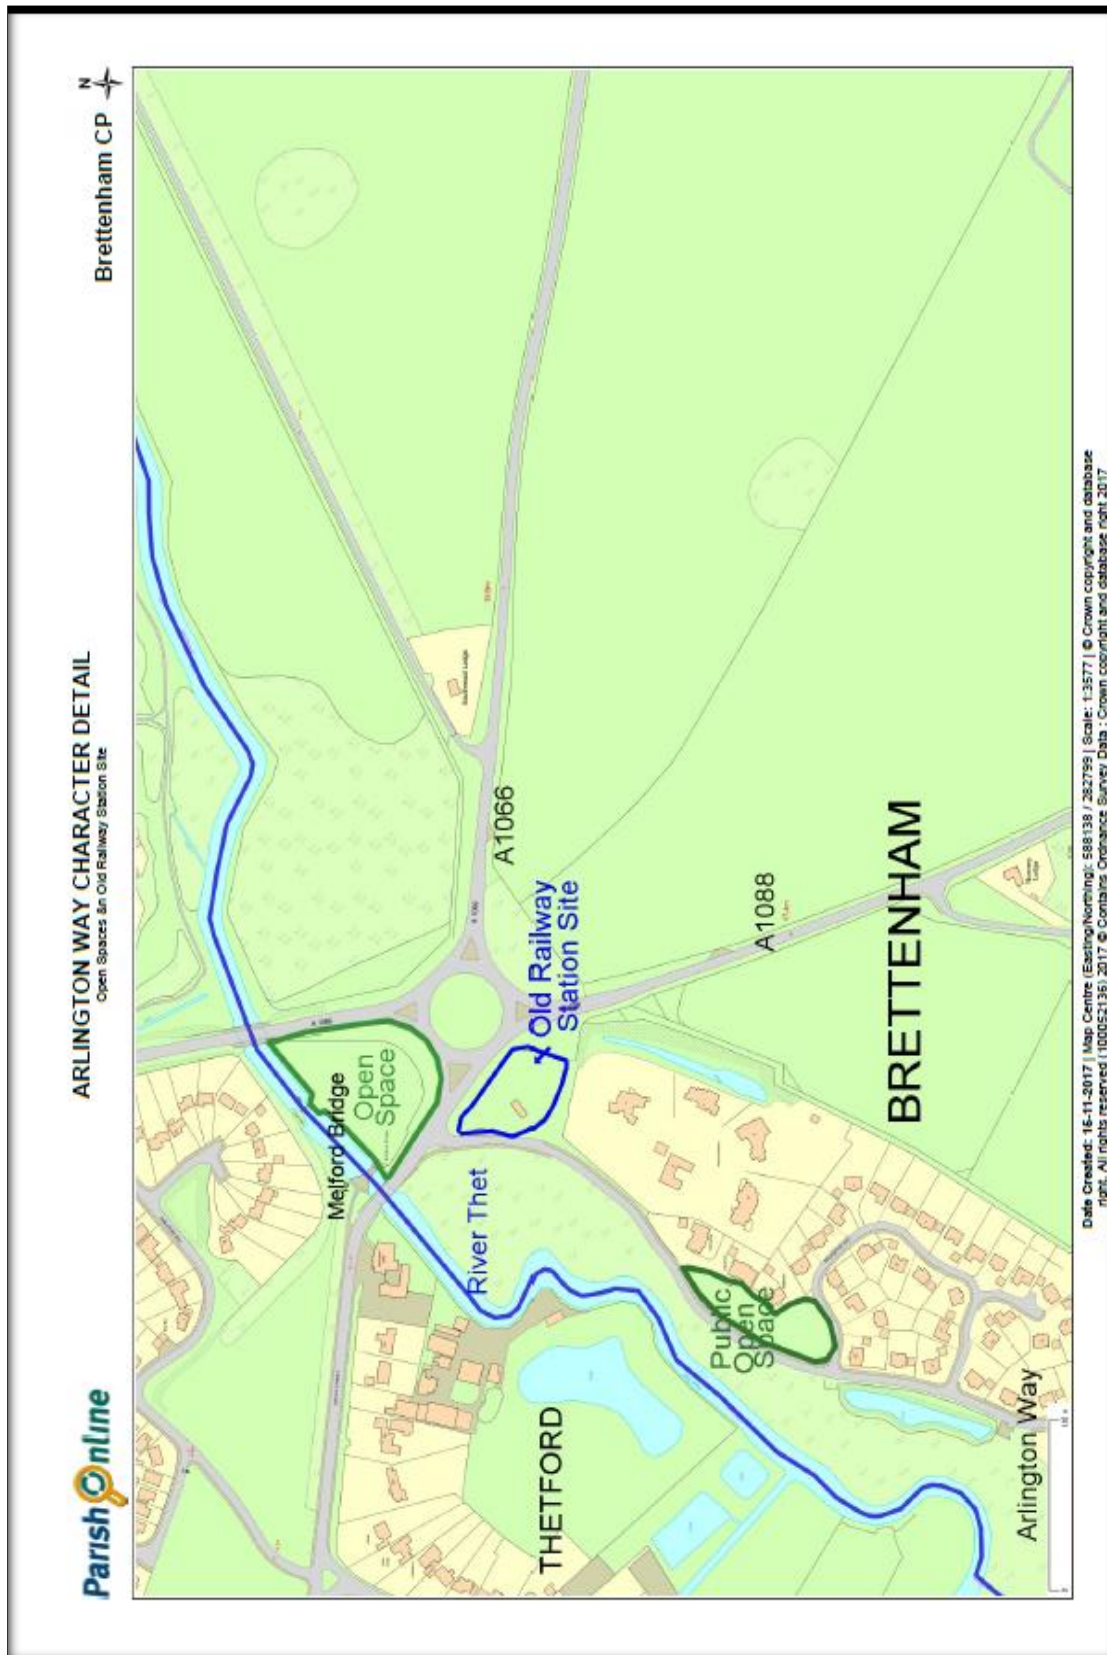 Parish Online
ARLINGTON WAY CHARACTER DETAIL
Open Spaces &n Old Railway Station Site
Brettenham CP
N
Melford Bridge
Open
Space
River Thet
A1066
Old Railway
Station Site
A1088
THETFORD
Public
Open
Space
BRETTENHAM
Arlington Way
Date Created: 16-11-2017 | Map Centre (Easting/Northing): 588138 / 282799 | Scale: 1:3577 | © Crown copyright and database
right. All rights reserved (100052136) 2017 © Contains Ordnance Survey Data : Crown copyright and database right 2017